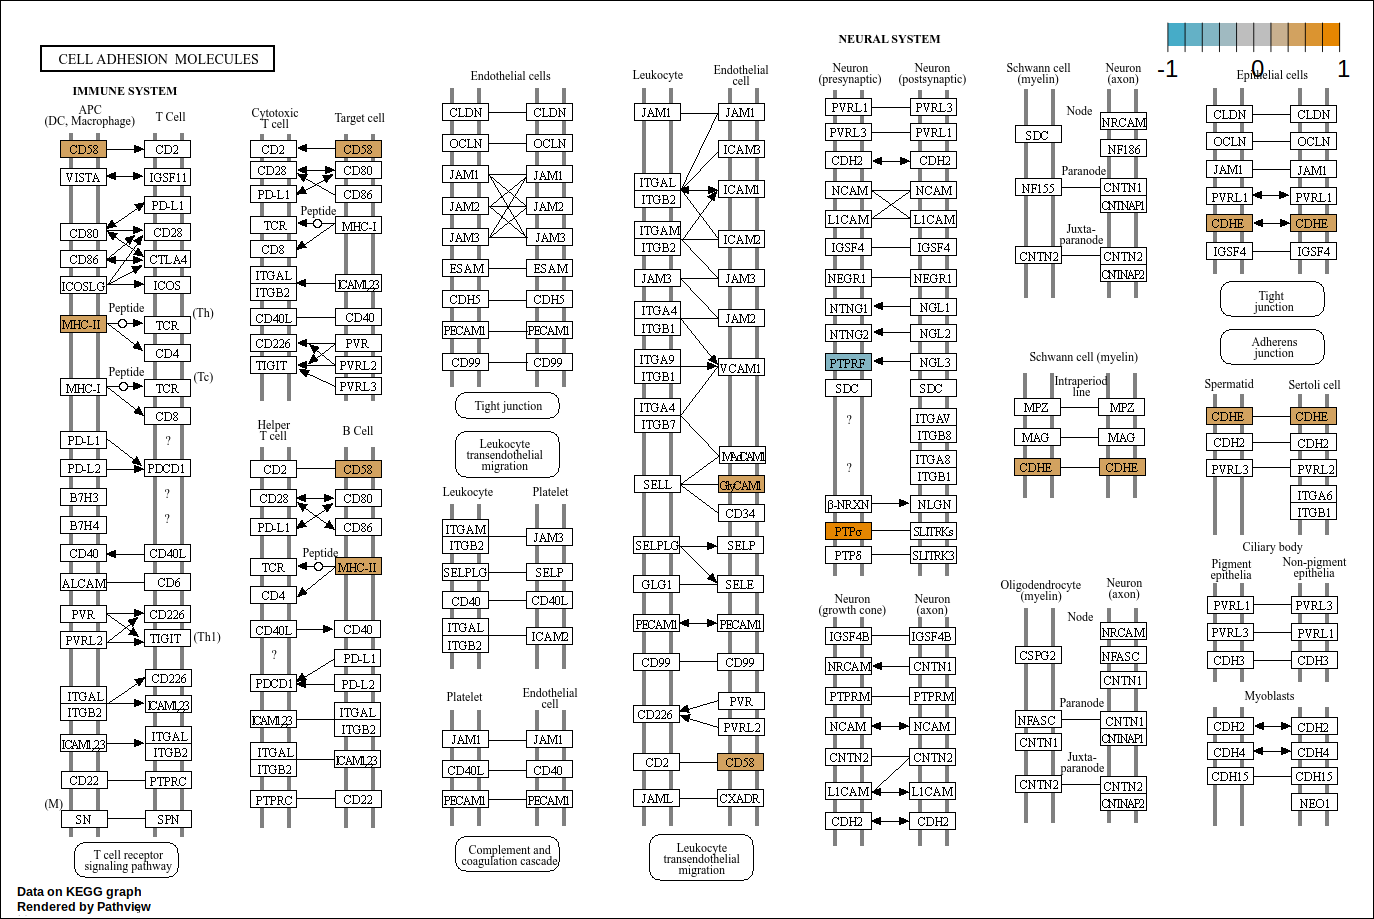 CELL ADHESION MOLECULES
IMMUNE SYSTEM
APC
(DC, Macrophage)
T Cell
CD58
CD2
VISTA
IGSF11
PD-L1
CD80
CD28
CD86
CTLA4
ICOSLG
ICOS
Peptide
MHC-II
TCR
(Th)
CD4
Peptide
MHC-I
TCR
(Tc)
CD8
PD-L1
?
PD-L2
PDCD1
B7H3
?
B7H4
?
CD40
CD40L
ALCAM
CD6
PVR
CD226
PVRL2
TIGIT
(Th1)
CD226
ITGAL
ITGB2
ICAM1,2,3
ICAM1,2,3
ITGAL
ITGB2
CD22
PTPRC
(M)
SN
SPN
T cell receptor
signaling pathway
Data on KEGG graph
Rendered by Pathview
Cytotoxic
T cell
Target cell
CD2
CD58
CD28
CD80
PD-L1
CD86
Peptide
TCR
MHC-I
CD8
ITGAL
ITGB2
ICAM1,2,3
CD40L
CD40
CD226
PVR
TIGIT
PVRL2
PVRL3
Helper
T cell
B Cell
CD2
CD58
CD28
CD80
PD-L1
CD86
Peptide
TCR
MHC-II
CD4
CD40L
CD40
?
PD-L1
PDCD1
PD-L2
ICAM1,2,3
ITGAL
ITGB2
ITGAL
ITGB2
ICAM1,2,3
PTPRC
CD22
Endothelial cells
CLDN
CLDN
OCLN
OCLN
JAM1
JAM1
JAM2
JAM2
JAM3
JAM3
ESAM
ESAM
CDH5
CDH5
PECAM1
PECAM1
CD99
CD99
Tight junction
Leukocyte
transendothelial
migration
Leukocyte
Platelet
ITGAM
ITGB2
JAM3
SELPLG
SELP
CD40
CD40L
ITGAL
ITGB2
ICAM2
Platelet
Endothelial
cell
JAM1
JAM1
CD40L
CD40
PECAM1
PECAM1
Complement and
coagulation cascade
Leukocyte
Endothelial
cell
JAM1
JAM1
ICAM3
ITGAL
ITGB2
ICAM1
ITGAM
ITGB2
ICAM2
JAM3
JAM3
ITGA4
ITGB1
JAM2
ITGA9
ITGB1
VCAM1
ITGA4
ITGB7
MAdCAM1
SELL
GlyCAM1
CD34
SELPLG
SELP
GLG1
SELE
PECAM1
PECAM1
CD99
CD99
PVR
CD226
PVRL2
CD2
CD58
JAML
CXADR
Leukocyte
transendothelial
migration
NEURAL SYSTEM
Neuron
(presynaptic)
Neuron
(postsynaptic)
PVRL1
PVRL3
PVRL3
PVRL1
CDH2
CDH2
NCAM
NCAM
L1CAM
L1CAM
IGSF4
IGSF4
NEGR1
NEGR1
NTNG1
NGL1
NTNG2
NGL2
PTPRF
NGL3
SDC
SDC
?
ITGAV
ITGB8
?
ITGA8
ITGB1
β-NRXN
NLGN
PTPσ
SLITRKs
PTPδ
SLITRK3
Neuron
(growth cone)
Neuron
(axon)
IGSF4B
IGSF4B
NRCAM
CNTN1
PTPRM
PTPRM
NCAM
NCAM
CNTN2
CNTN2
L1CAM
L1CAM
CDH2
CDH2
Schwann cell
(myelin)
Neuron
(axon)
Node
NRCAM
SDC
NF186
Paranode
NF155
CNTN1
CNTNAP1
Juxta-
paranode
CNTN2
CNTN2
CNTNAP2
Schwann cell (myelin)
Intraperiod
line
MPZ
MPZ
MAG
MAG
CDHE
CDHE
Oligodendrocyte
(myelin)
Neuron
(axon)
Node
NRCAM
CSPG2
NFASC
CNTN1
Paranode
NFASC
CNTN1
CNTN1
CNTNAP1
Juxta-
paranode
CNTN2
CNTN2
CNTNAP2
-1
0
1
Epithelial cells
CLDN
CLDN
OCLN
OCLN
JAM1
JAM1
PVRL1
PVRL1
CDHE
CDHE
IGSF4
IGSF4
Tight
junction
Adherens
junction
Spermatid
Sertoli cell
CDHE
CDHE
CDH2
CDH2
PVRL3
PVRL2
ITGA6
ITGB1
Ciliary body
Pigment
epithelia
Non-pigment
epithelia
PVRL1
PVRL3
PVRL3
PVRL1
CDH3
CDH3
Myoblasts
CDH2
CDH2
CDH4
CDH4
CDH15
CDH15
NEO1